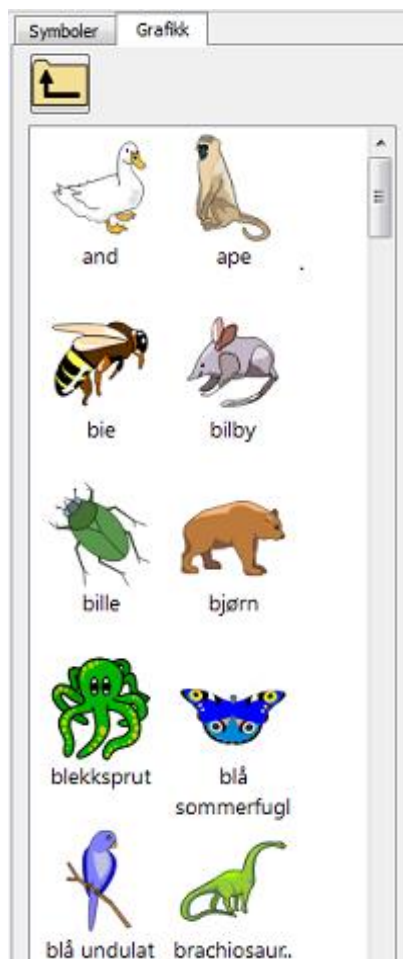 Symboler Grafikk
and ape
bie bilby
bille bjørn
blekksprut blå
sommerfugl
blå undulat brachiosaur..